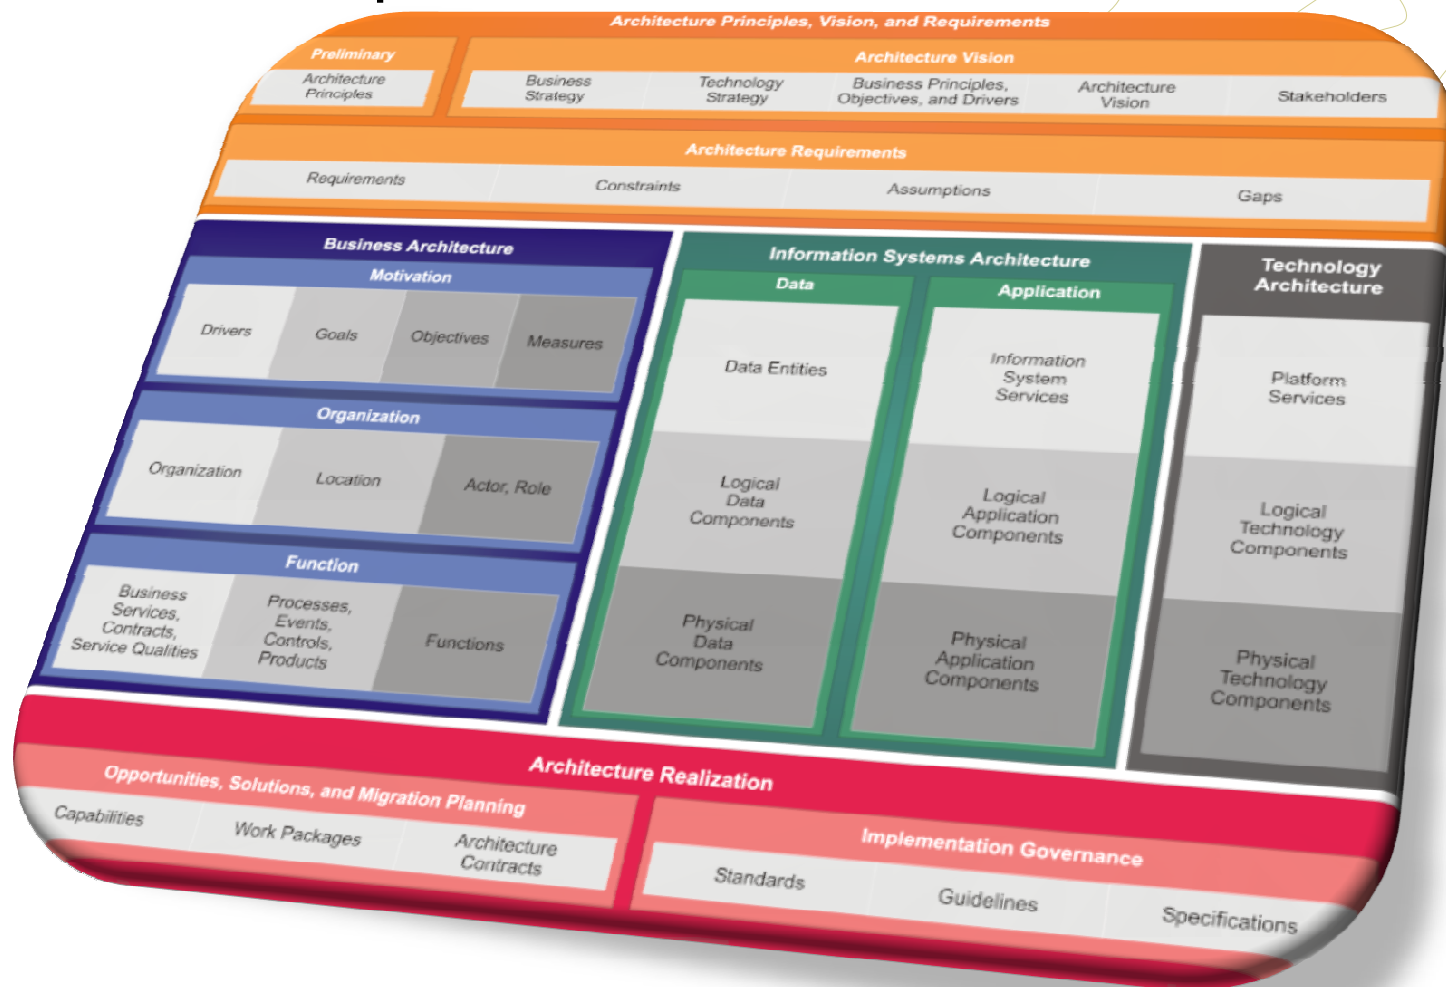 Architecture Principles, Vision, and Requirements
Preliminary
Architecture
Principles
Architecture Vision
Business
Strategy
Technology
Strategy
Business Principles,
Objectives, and Drivers
Architecture
Vision
Stakeholders
Architecture Requirements
Requirements
Constraints
Assumptions
Gaps
Business Architecture
Motivation
Drivers
Goals
Objectives
Measures
Organization
Organization
Location
Actor, Role
Function
Business
Services,
Contracts,
Service Qualities
Processes,
Events,
Controls,
Products
Functions
Information Systems Architecture
Data
Data Entities
Logical
Data
Components
Physical
Data
Components
Application
Information
System
Services
Logical
Application
Components
Physical
Application
Components
Technology
Architecture
Platform
Services
Logical
Technology
Components
Physical
Technology
Components
Architecture Realization
Opportunities, Solutions, and Migration Planning
Capabilities
Work Packages
Architecture
Contracts
Implementation Governance
Standards
Guidelines
Specifications